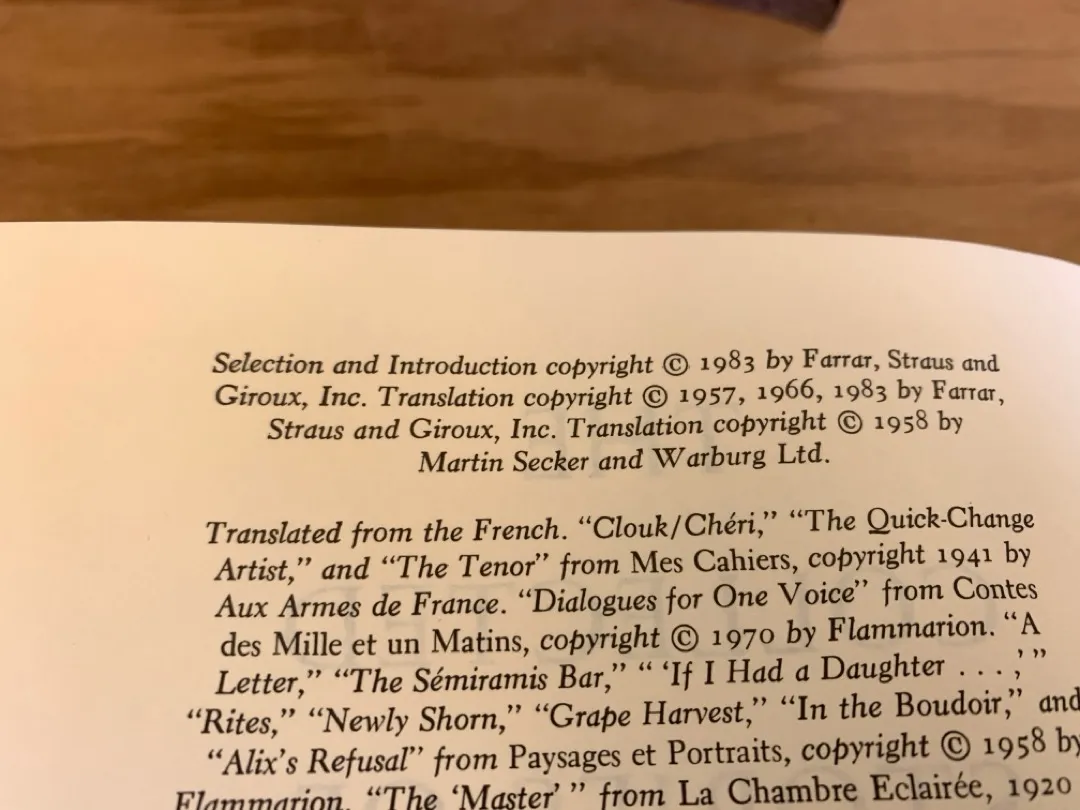 Selection and Introduction copyright © 1983 by Farrar, Straus and
Giroux, Inc. Translation copyright © 1957, 1966, 1983 by Farrar,
Straus and Giroux, Inc. Translation copyright © 1958 by
Martin Secker and Warburg Ltd.
Translated from the French. “Clouk/Chéri,” “The Quick-Change
Artist,” and “The Tenor” from Mes Cahiers, copyright 1941 by
Aux Armes de France. “Dialogues for One Voice” from Contes
des Mille et un Matins, copyright © 1970 by Flammarion. “A
Letter,” “The Sémiramis Bar,” “ ‘If I Had a Daughter . . . ,’ ”
“Rites,” “Newly Shorn,” “Grape Harvest,” “In the Boudoir,” and
“Alix’s Refusal” from Paysages et Portraits, copyright © 1958 by
Flammarion. “The ‘Master’ ” from La Chambre Eclairée, 1920